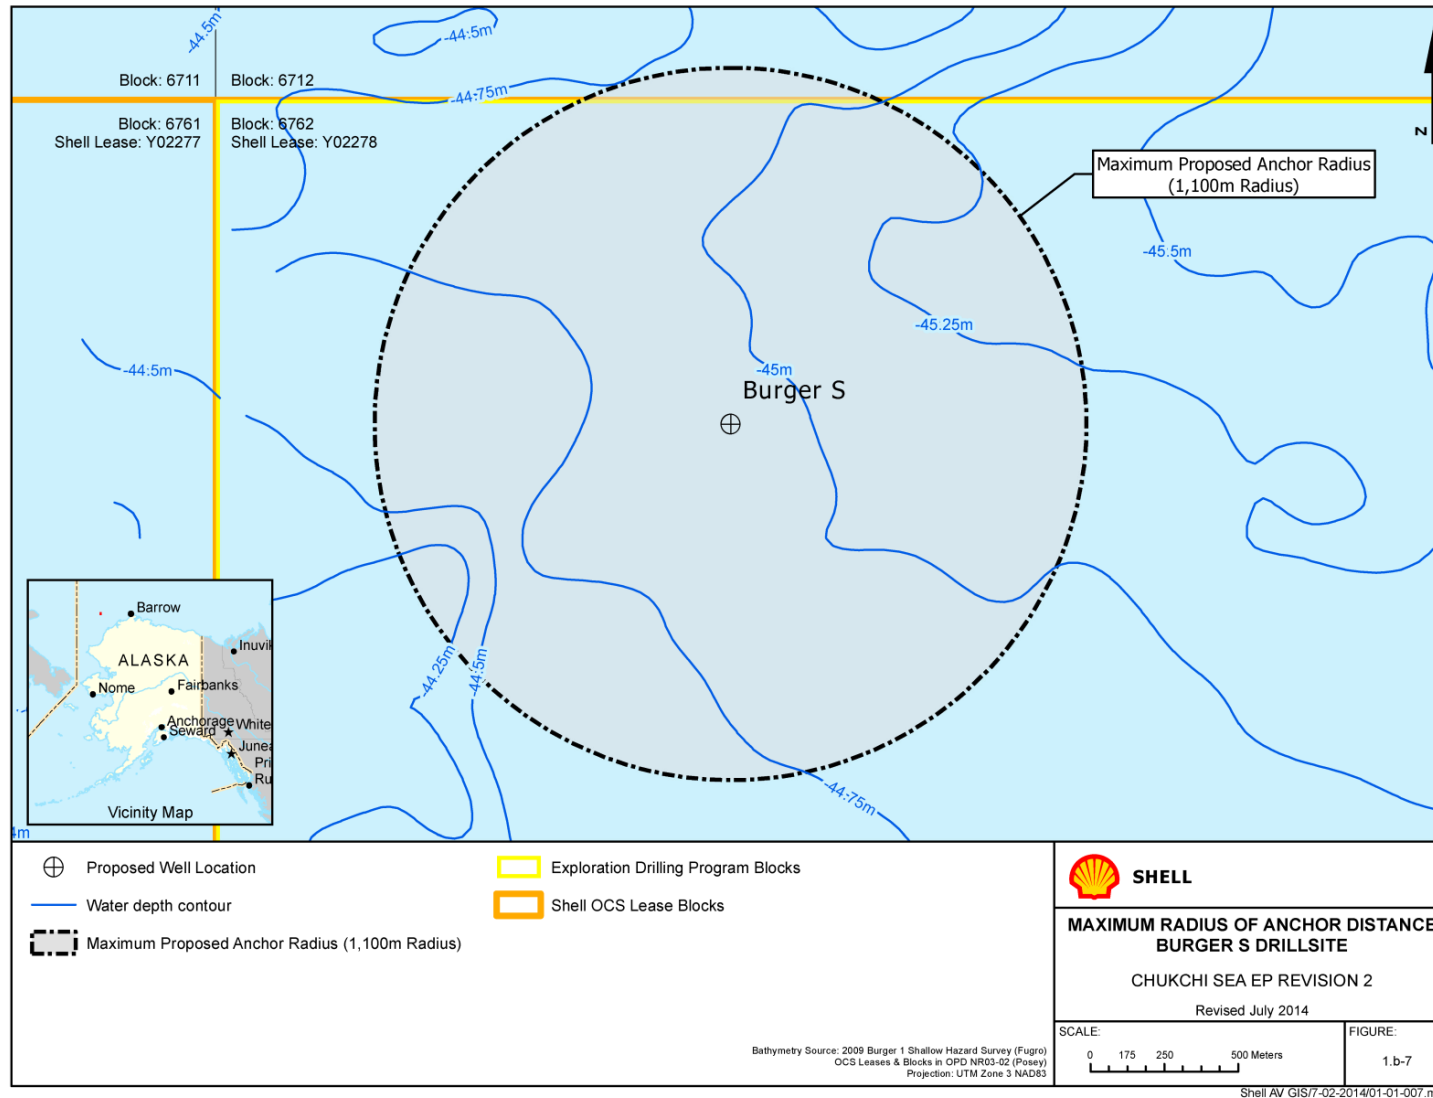 -44.5m
-44.5m
Block: 6711
Block: 6712
-44.75m
Block: 6761
Shell Lease: Y02277
Block: 6762
Shell Lease: Y02278
N
Maximum Proposed Anchor Radius
(1,100m Radius)
-45.5m
-45.25m
-44.5m
-45m
Burger S
-44.25m
-44.5m
-44.75m
4m
Barrow
Inuvik
ALASKA
Nome
Fairbanks
Anchorage
White
Seward
June
Pri
Ru
Vicinity Map
Proposed Well Location
Water depth contour
Maximum Proposed Anchor Radius (1,100m Radius)
Exploration Drilling Program Blocks
Shell OCS Lease Blocks
Bathymetry Source: 2009 Burger 1 Shallow Hazard Survey (Fugro)
OCS Leases & Blocks in OPD NR03-02 (Posey)
Projection: UTM Zone 3 NAD83
SHELL
MAXIMUM RADIUS OF ANCHOR DISTANCE
BURGER S DRILLSITE
CHUKCHI SEA EP REVISION 2
Revised July 2014
SCALE:
0 175 250 500 Meters
FIGURE:
1.b-7
Shell AV GIS/7-02-2014/01-01-007.m